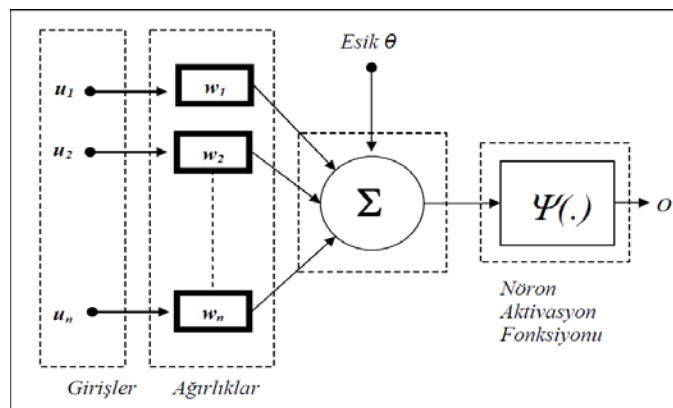 Esik θ
u1
w1
u2
w2
Σ
Ψ(.)
O
un
wn
Nöron
Aktivasyon
Fonksiyonu
Girişler
Ağırlıklar